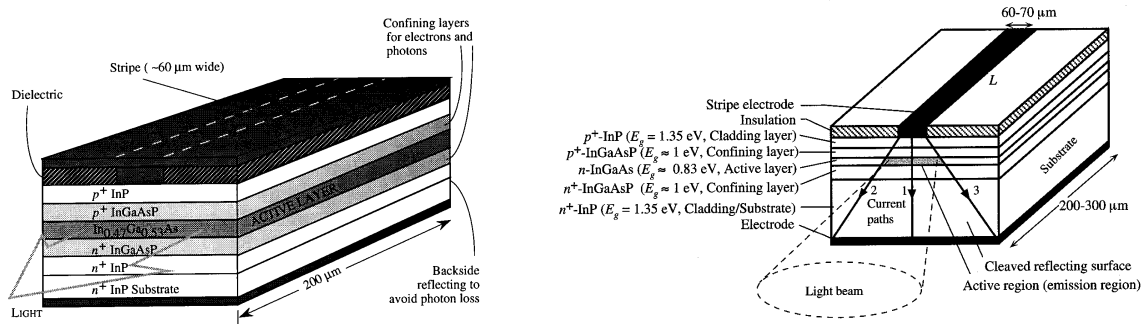 Confining layers
for electrons and
photons
Stripe ( ~60 μm wide)
Dielectric
p+ InP
p+ InGaAsP
In0.47Ga0.53As
n+ InGaAsP
n+ InP
n+ InP Substrate
ACTIVE LAYER
LIGHT
200 μm
Backside
reflecting to
avoid photon loss
60-70 μm
L
Stripe electrode
Insulation
p+-InP (Eg = 1.35 eV, Cladding layer)
p+-InGaAsP (Eg ≈ 1 eV, Confining layer)
n-InGaAs (Eg ≈ 0.83 eV, Active layer)
n+-InGaAsP (Eg ≈ 1 eV, Confining layer)
n+-InP (Eg = 1.35 eV, Cladding/Substrate)
Electrode
2 1 3
Current
paths
Substrate
200-300 μm
Cleaved reflecting surface
Active region (emission region)
Light beam